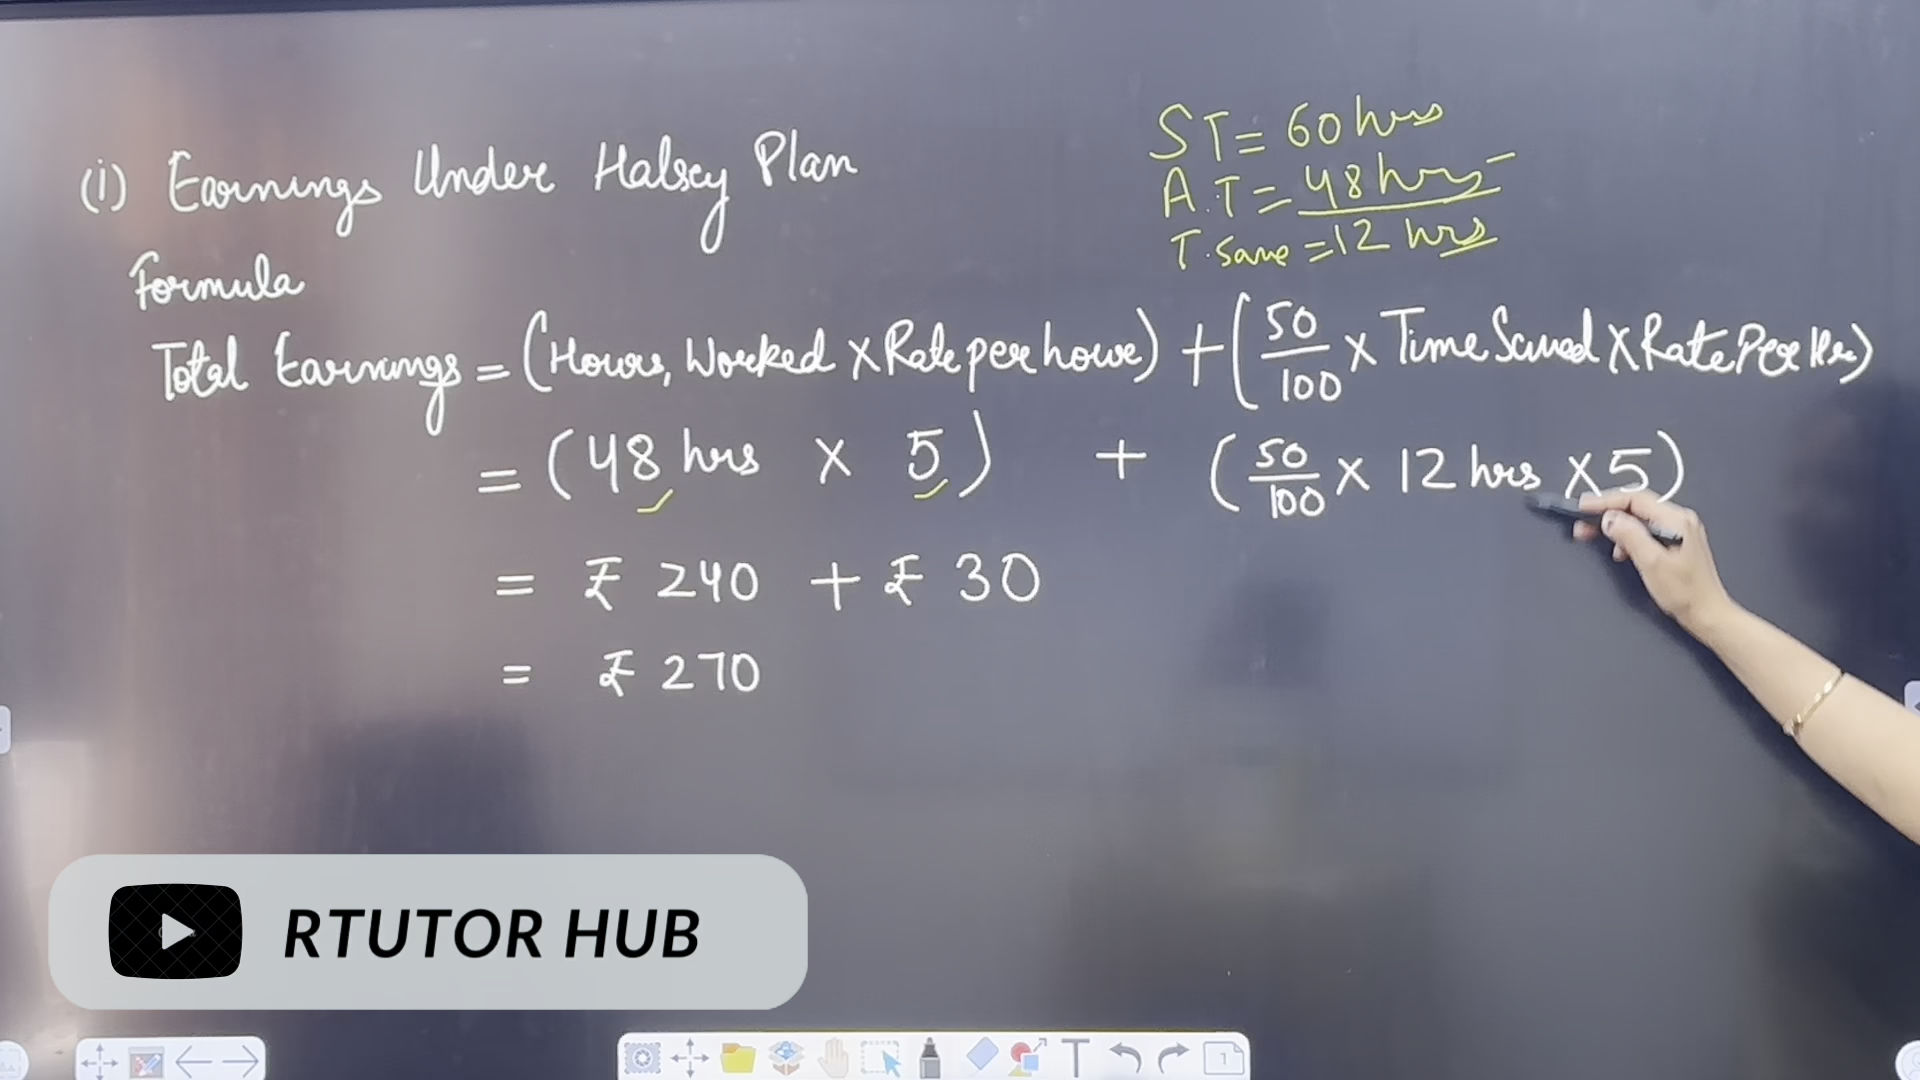 ST = 60 hrs
(i) Earnings Under Halsey Plan
A.T = 48 hrs
T. Save = 12 hrs
Formula
Total Earnings = (Hours, Worked X Rate per hour) + (50/100 X Time Saved X Rate Per Hr)
= (48 hrs X 5) + (50/100 X 12 hrs X 5)
= ₹ 240 + ₹ 30
= ₹ 270
RTUTOR HUB
T
1